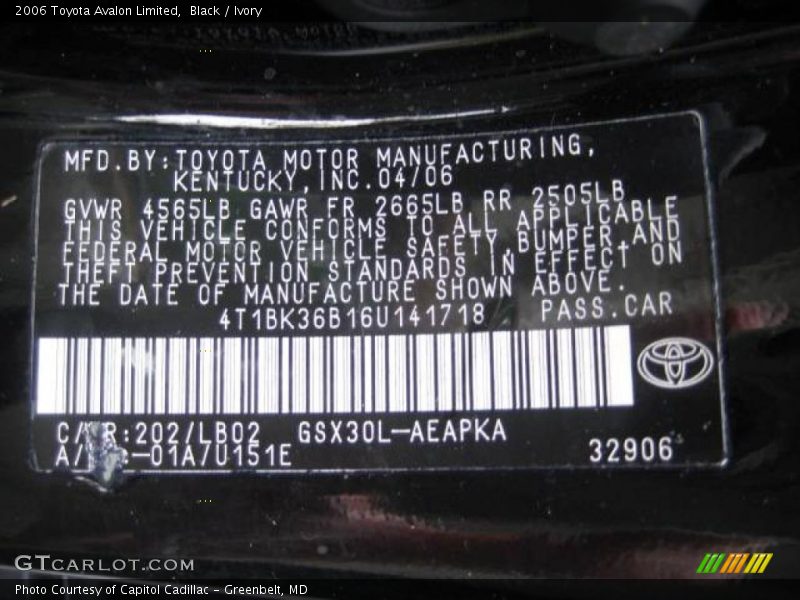 2006 Toyota Avalon Limited, Black / Ivory
MFD.BY:TOYOTA MOTOR MANUFACTURING,
KENTUCKY,INC.04/06
GVWR 4565LB GAWR FR 2665LB RR 2505LB
THIS VEHICLE CONFORMS TO ALL APPLICABLE
FEDERAL MOTOR VEHICLE SAFETY,BUMPER,AND
THEFT PREVENTION STANDARDS IN EFFECT ON
THE DATE OF MANUFACTURE SHOWN ABOVE.
4T1BK36B16U141718 PASS.CAR
C/TR:202/LB02 GSX30L-AEAPKA
-01A/U151E
32906
GTCARLOT.COM
Photo Courtesy of Capitol Cadillac - Greenbelt, MD